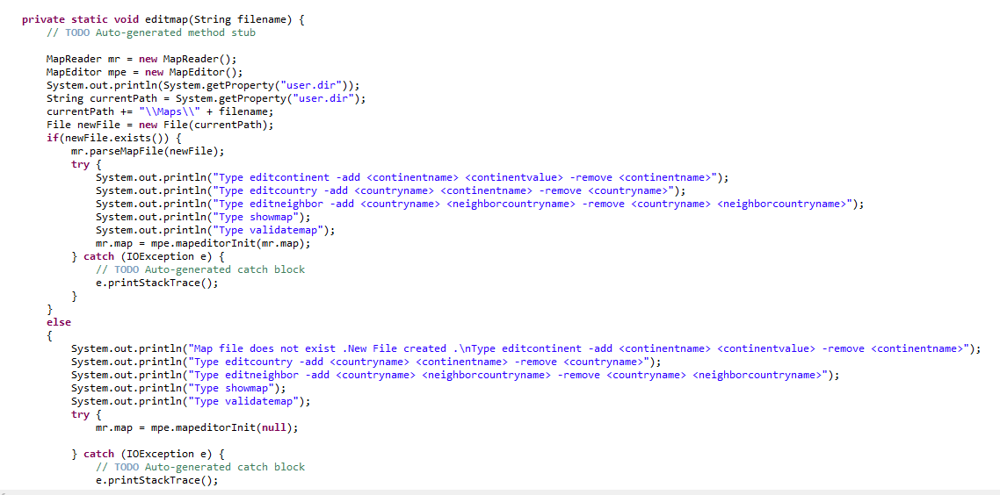 private static void editmap(String filename) {
// TODO Auto-generated method stub
MapReader mr = new MapReader();
MapEditor mpe = new MapEditor();
System.out.println(System.getProperty("user.dir"));
String currentPath = System.getProperty("user.dir");
currentPath += "\\Maps\\" + filename;
File newFile = new File(currentPath);
if(newFile.exists()) {
mr.parseMapFile(newFile);
try {
System.out.println("Type editcontinent -add <continentname> <continentvalue> -remove <continentname>");
System.out.println("Type editcountry -add <countryname> <continentname> -remove <countryname>");
System.out.println("Type editneighbor -add <countryname> <neighborcountryname> -remove <countryname> <neighborcountryname>");
System.out.println("Type showmap");
System.out.println("Type validatemap");
mr.map = mpe.mapeditorInit(mr.map);
} catch (IOException e) {
// TODO Auto-generated catch block
e.printStackTrace();
}
}
else
{
System.out.println("Map file does not exist .New File created .\nType editcontinent -add <continentname> <continentvalue> -remove <continentname>");
System.out.println("Type editcountry -add <countryname> <continentname> -remove <countryname>");
System.out.println("Type editneighbor -add <countryname> <neighborcountryname> -remove <countryname> <neighborcountryname>");
System.out.println("Type showmap");
System.out.println("Type validatemap");
try {
mr.map = mpe.mapeditorInit(null);
} catch (IOException e) {
// TODO Auto-generated catch block
e.printStackTrace();